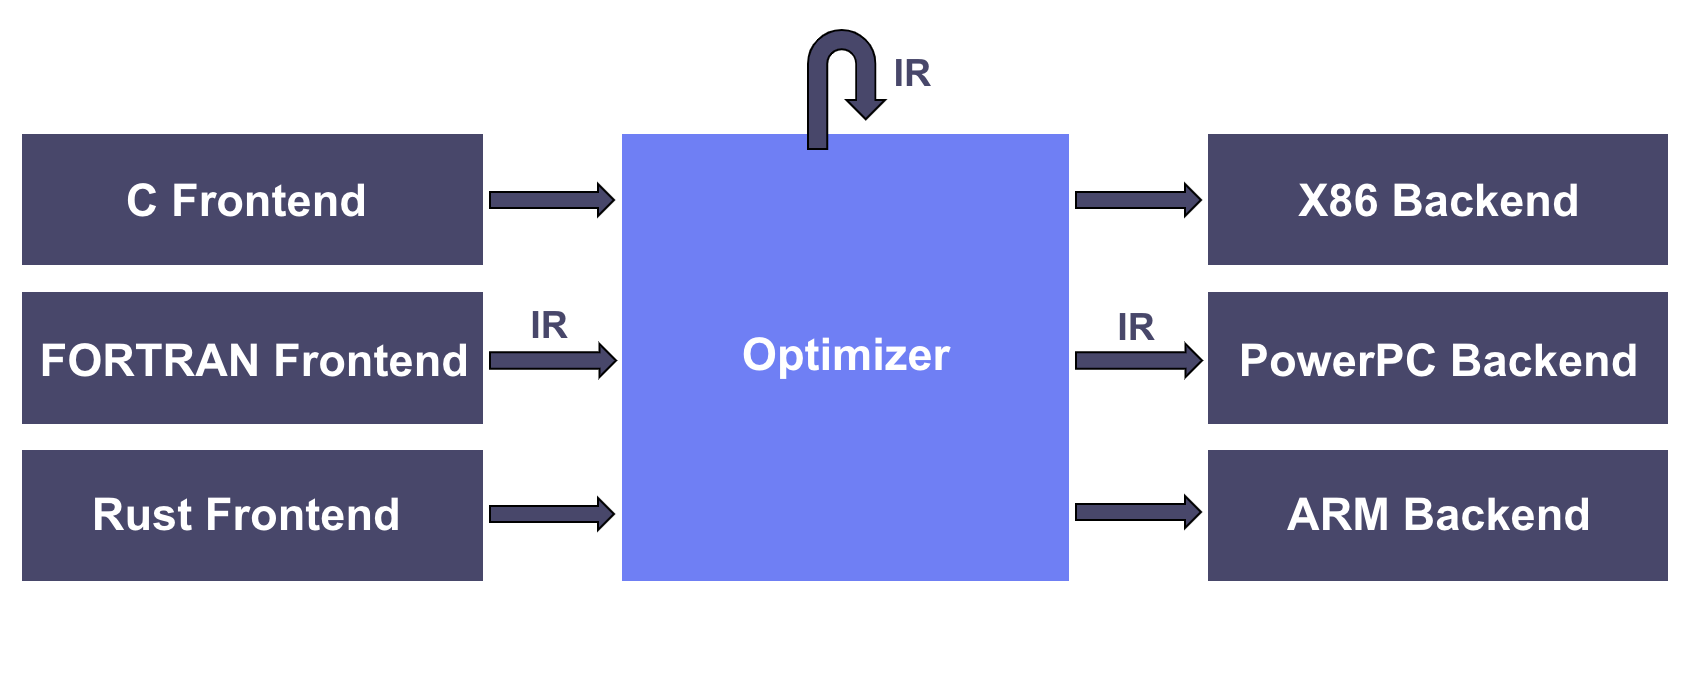 IR
C Frontend
X86 Backend
IR
IR
FORTRAN Frontend
Optimizer
PowerPC Backend
Rust Frontend
ARM Backend